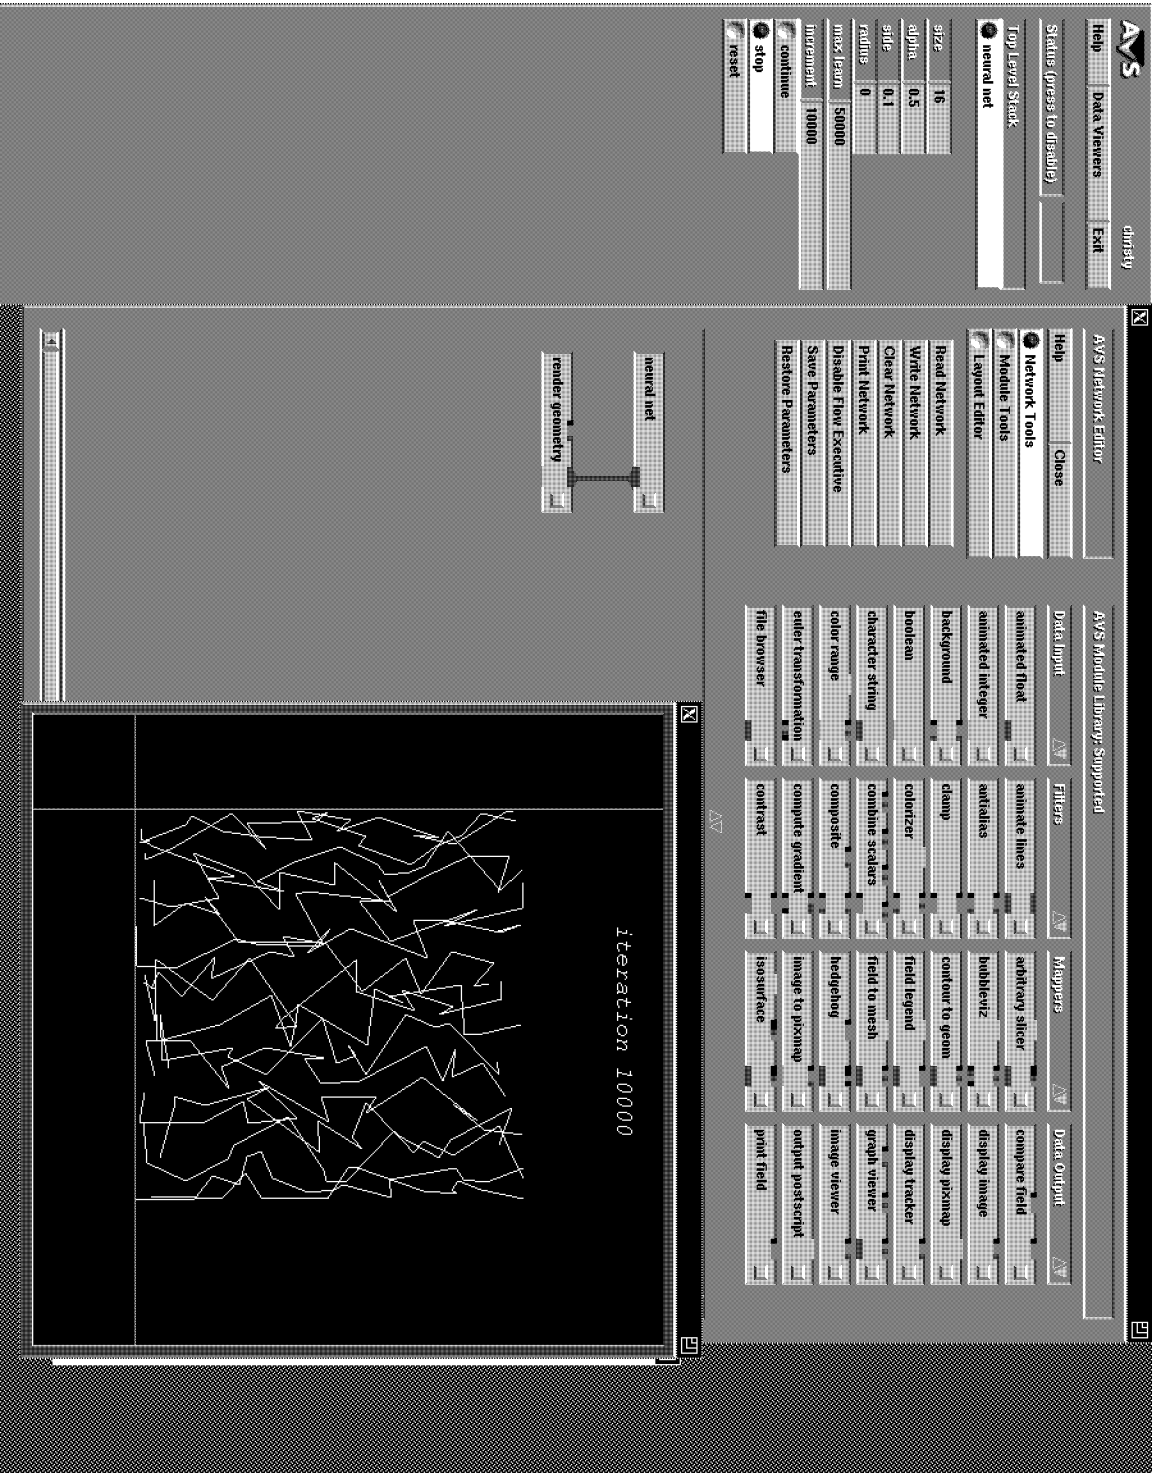 AVS
christy
Help Data Viewers Exit
Status (press to disable)
Top Level Stack
neural net
size 16
alpha 0.5
side 0.1
radius 0
max learn 50000
increment 10000
continue
stop
reset
X
AVS Network Editor
Help Close
Network Tools
Module Tools
Layout Editor
Read Network
Write Network
Clear Network
Print Network
Disable Flow Executive
Save Parameters
Restore Parameters
AVS Module Library: Supported
Data Input Filters Mappers Data Output
animated float animate lines arbitrary slicer compare field
animated integer antialias bubbleviz display image
background clamp contour to geom display pixmap
boolean colorizer field legend display tracker
character string combine scalars field to mesh graph viewer
color range composite hedgehog image viewer
euler transformation compute gradient image to pixmap output postscript
file browser contrast isosurface print field
neural net
render geometry
X
iteration 10000